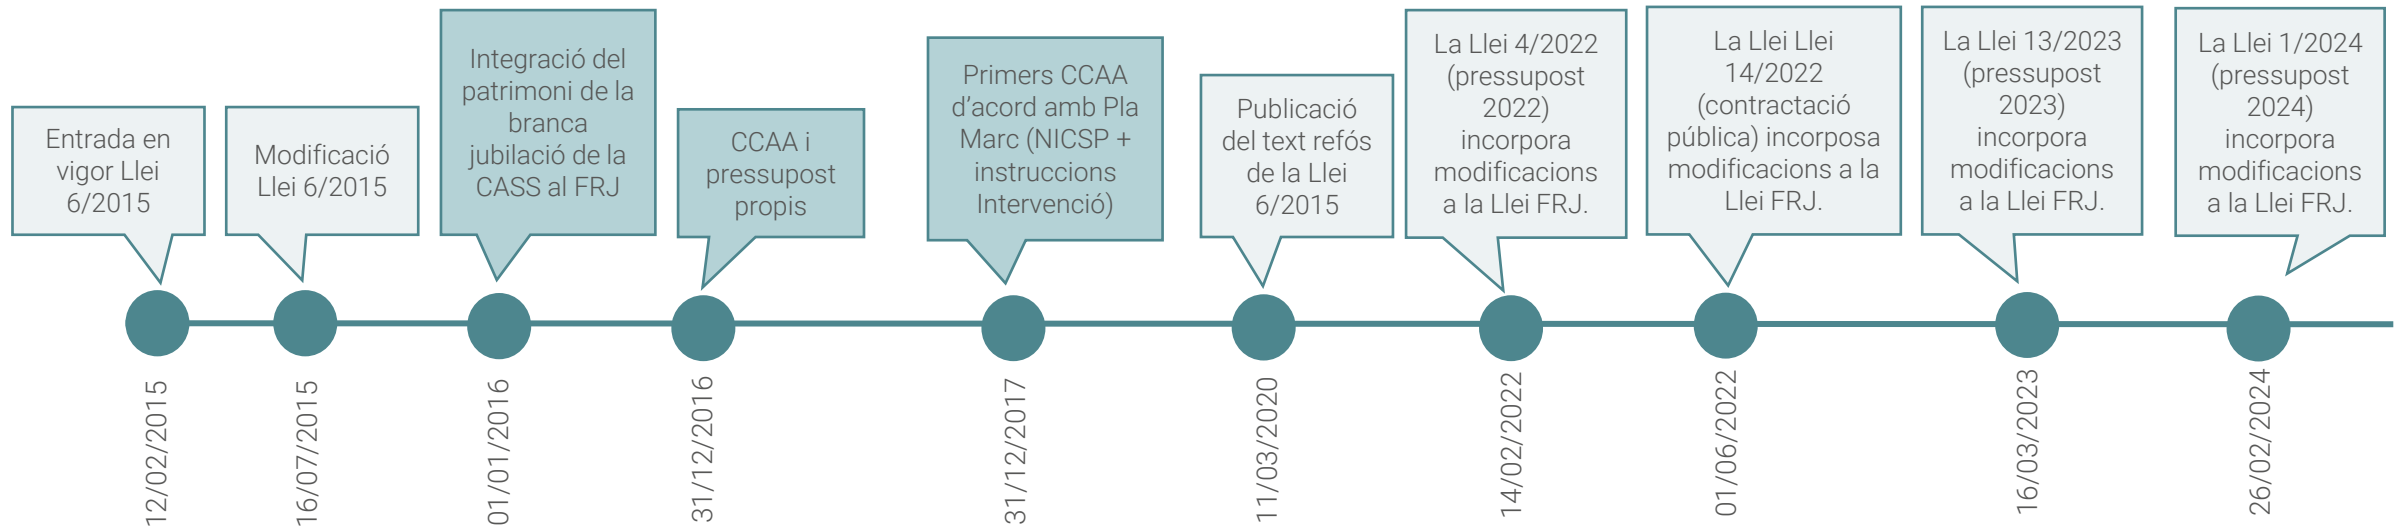 Entrada en
vigor Llei
6/2015
Modificació
Llei 6/2015
Integració del
patrimoni de la
branca
jubilació de la
CASS al FRJ
CCAA i
pressupost
propis
Primers CCAA
d'acord amb Pla
Marc (NICSP +
instruccions
Intervenció)
Publicació
del text refós
de la Llei
6/2015
La Llei 4/2022
(pressupost
2022)
incorpora
modificacions
a la Llei FRJ.
La Llei Llei
14/2022
(contractació
pública) incorposa
modificacions a la
Llei FRJ.
La Llei 13/2023
(pressupost
2023)
incorpora
modificacions
a la Llei FRJ.
La Llei 1/2024
(pressupost
2024)
incorpora
modificacions
a la Llei FRJ.
12/02/2015
16/07/2015
01/01/2016
31/12/2016
31/12/2017
11/03/2020
14/02/2022
01/06/2022
16/03/2023
26/02/2024